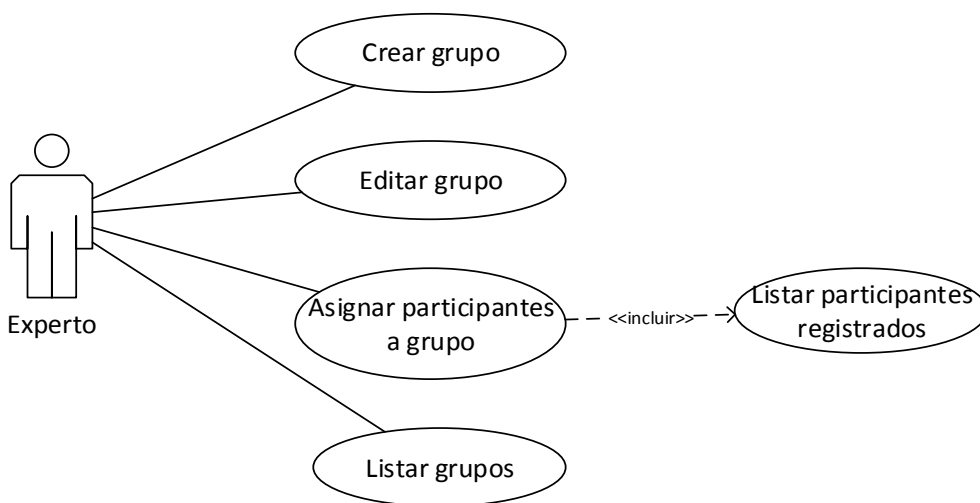 Crear grupo
Editar grupo
Experto
Asignar participantes
a grupo
<<incluir>>
Listar participantes
registrados
Listar grupos